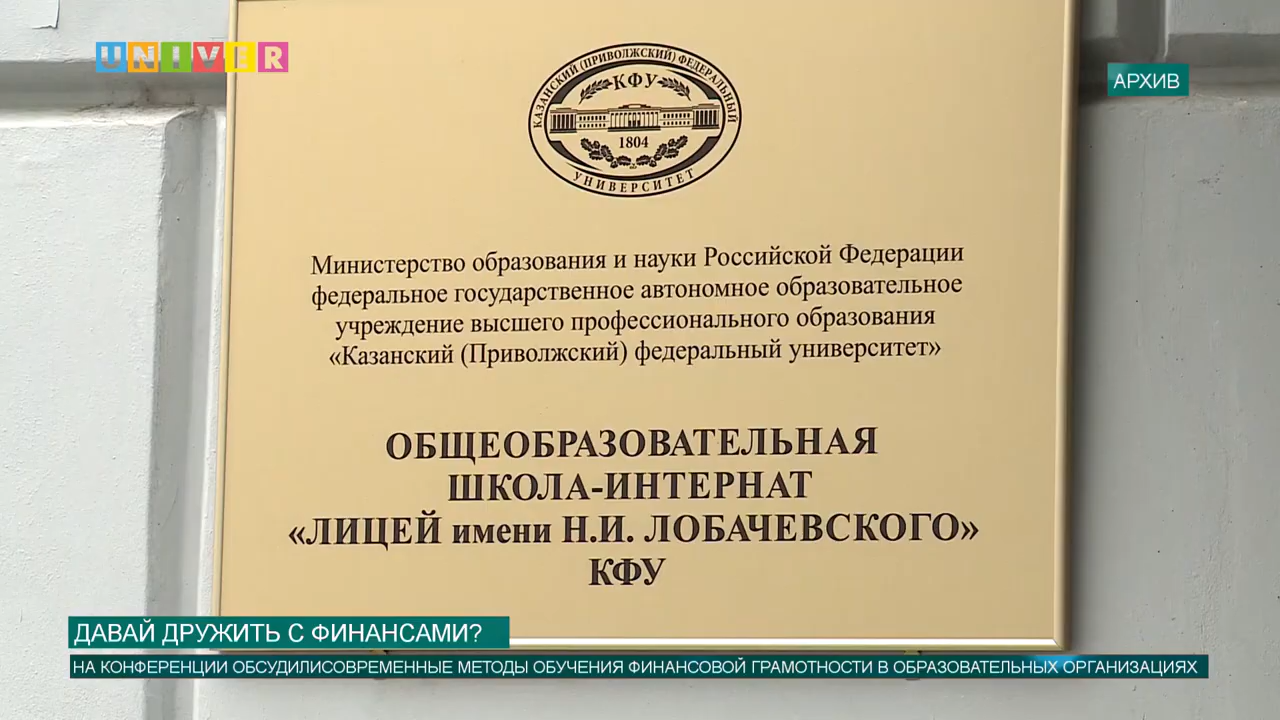 UNIVER
АРХИВ
КАЗАНСКИЙ (ПРИВОЛЖСКИЙ) ФЕДЕРАЛЬНЫЙ
КФУ
1804
УНИВЕРСИТЕТ
Министерство образования и науки Российской Федерации
федеральное государственное автономное образовательное
учреждение высшего профессионального образования
«Казанский (Приволжский) федеральный университет»
ОБЩЕОБРАЗОВАТЕЛЬНАЯ
ШКОЛА-ИНТЕРНАТ
«ЛИЦЕЙ имени Н.И. ЛОБАЧЕВСКОГО»
КФУ
ДАВАЙ ДРУЖИТЬ С ФИНАНСАМИ?
НА КОНФЕРЕНЦИИ ОБСУДИЛИСОВРЕМЕННЫЕ МЕТОДЫ ОБУЧЕНИЯ ФИНАНСОВОЙ ГРАМОТНОСТИ В ОБРАЗОВАТЕЛЬНЫХ ОРГАНИЗАЦИЯХ